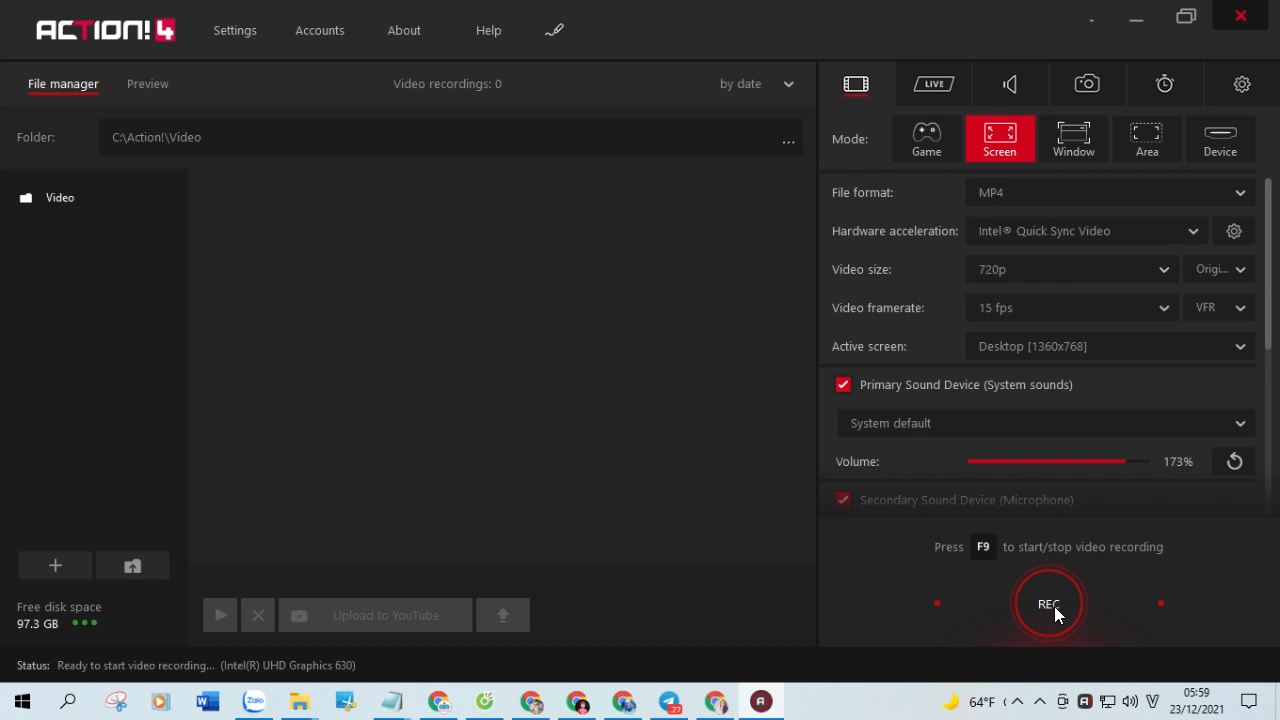 ACTION! 4
Settings
Accounts
About
Help
File manager
Preview
Video recordings: 0
by date
LIVE
Folder:
C:\Action!\Video
...
Mode:
Game
Screen
Window
Area
Device
Video
File format:
MP4
Hardware acceleration:
Intel® Quick Sync Video
Video size:
720p
Origi...
Video framerate:
15 fps
VFR
Active screen:
Desktop [1360x768]
Primary Sound Device (System sounds)
System default
Volume:
173%
Secondary Sound Device (Microphone)
Press F9 to start/stop video recording
REC
Free disk space
97.3 GB
Upload to YouTube
Status: Ready to start video recording... (Intel(R) UHD Graphics 630)
W
Zalo
27
64°F
V
05:59
23/12/2021